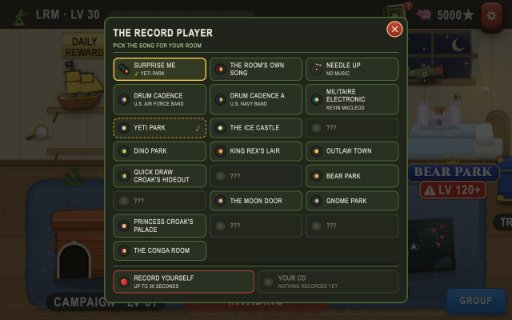 LRM · LV 30
5000★
DAILY
REWARD
THE RECORD PLAYER
PICK THE SONG FOR YOUR ROOM
SURPRISE ME
♪ YETI PARK
THE ROOM'S OWN
SONG
NEEDLE UP
NO MUSIC
DRUM CADENCE
U.S. AIR FORCE BAND
DRUM CADENCE A
U.S. NAVY BAND
MILITAIRE
ELECTRONIC
KEVIN MACLEOD
YETI PARK ♪
THE ICE CASTLE
???
DINO PARK
KING REX'S LAIR
OUTLAW TOWN
QUICK DRAW
CROAK'S HIDEOUT
???
BEAR PARK
???
THE MOON DOOR
GNOME PARK
PRINCESS CROAK'S
PALACE
???
???
THE CONGA ROOM
RECORD YOURSELF
UP TO 30 SECONDS
YOUR CD
NOTHING RECORDED YET
BEAR PARK
LV 120+
TR
GROUP